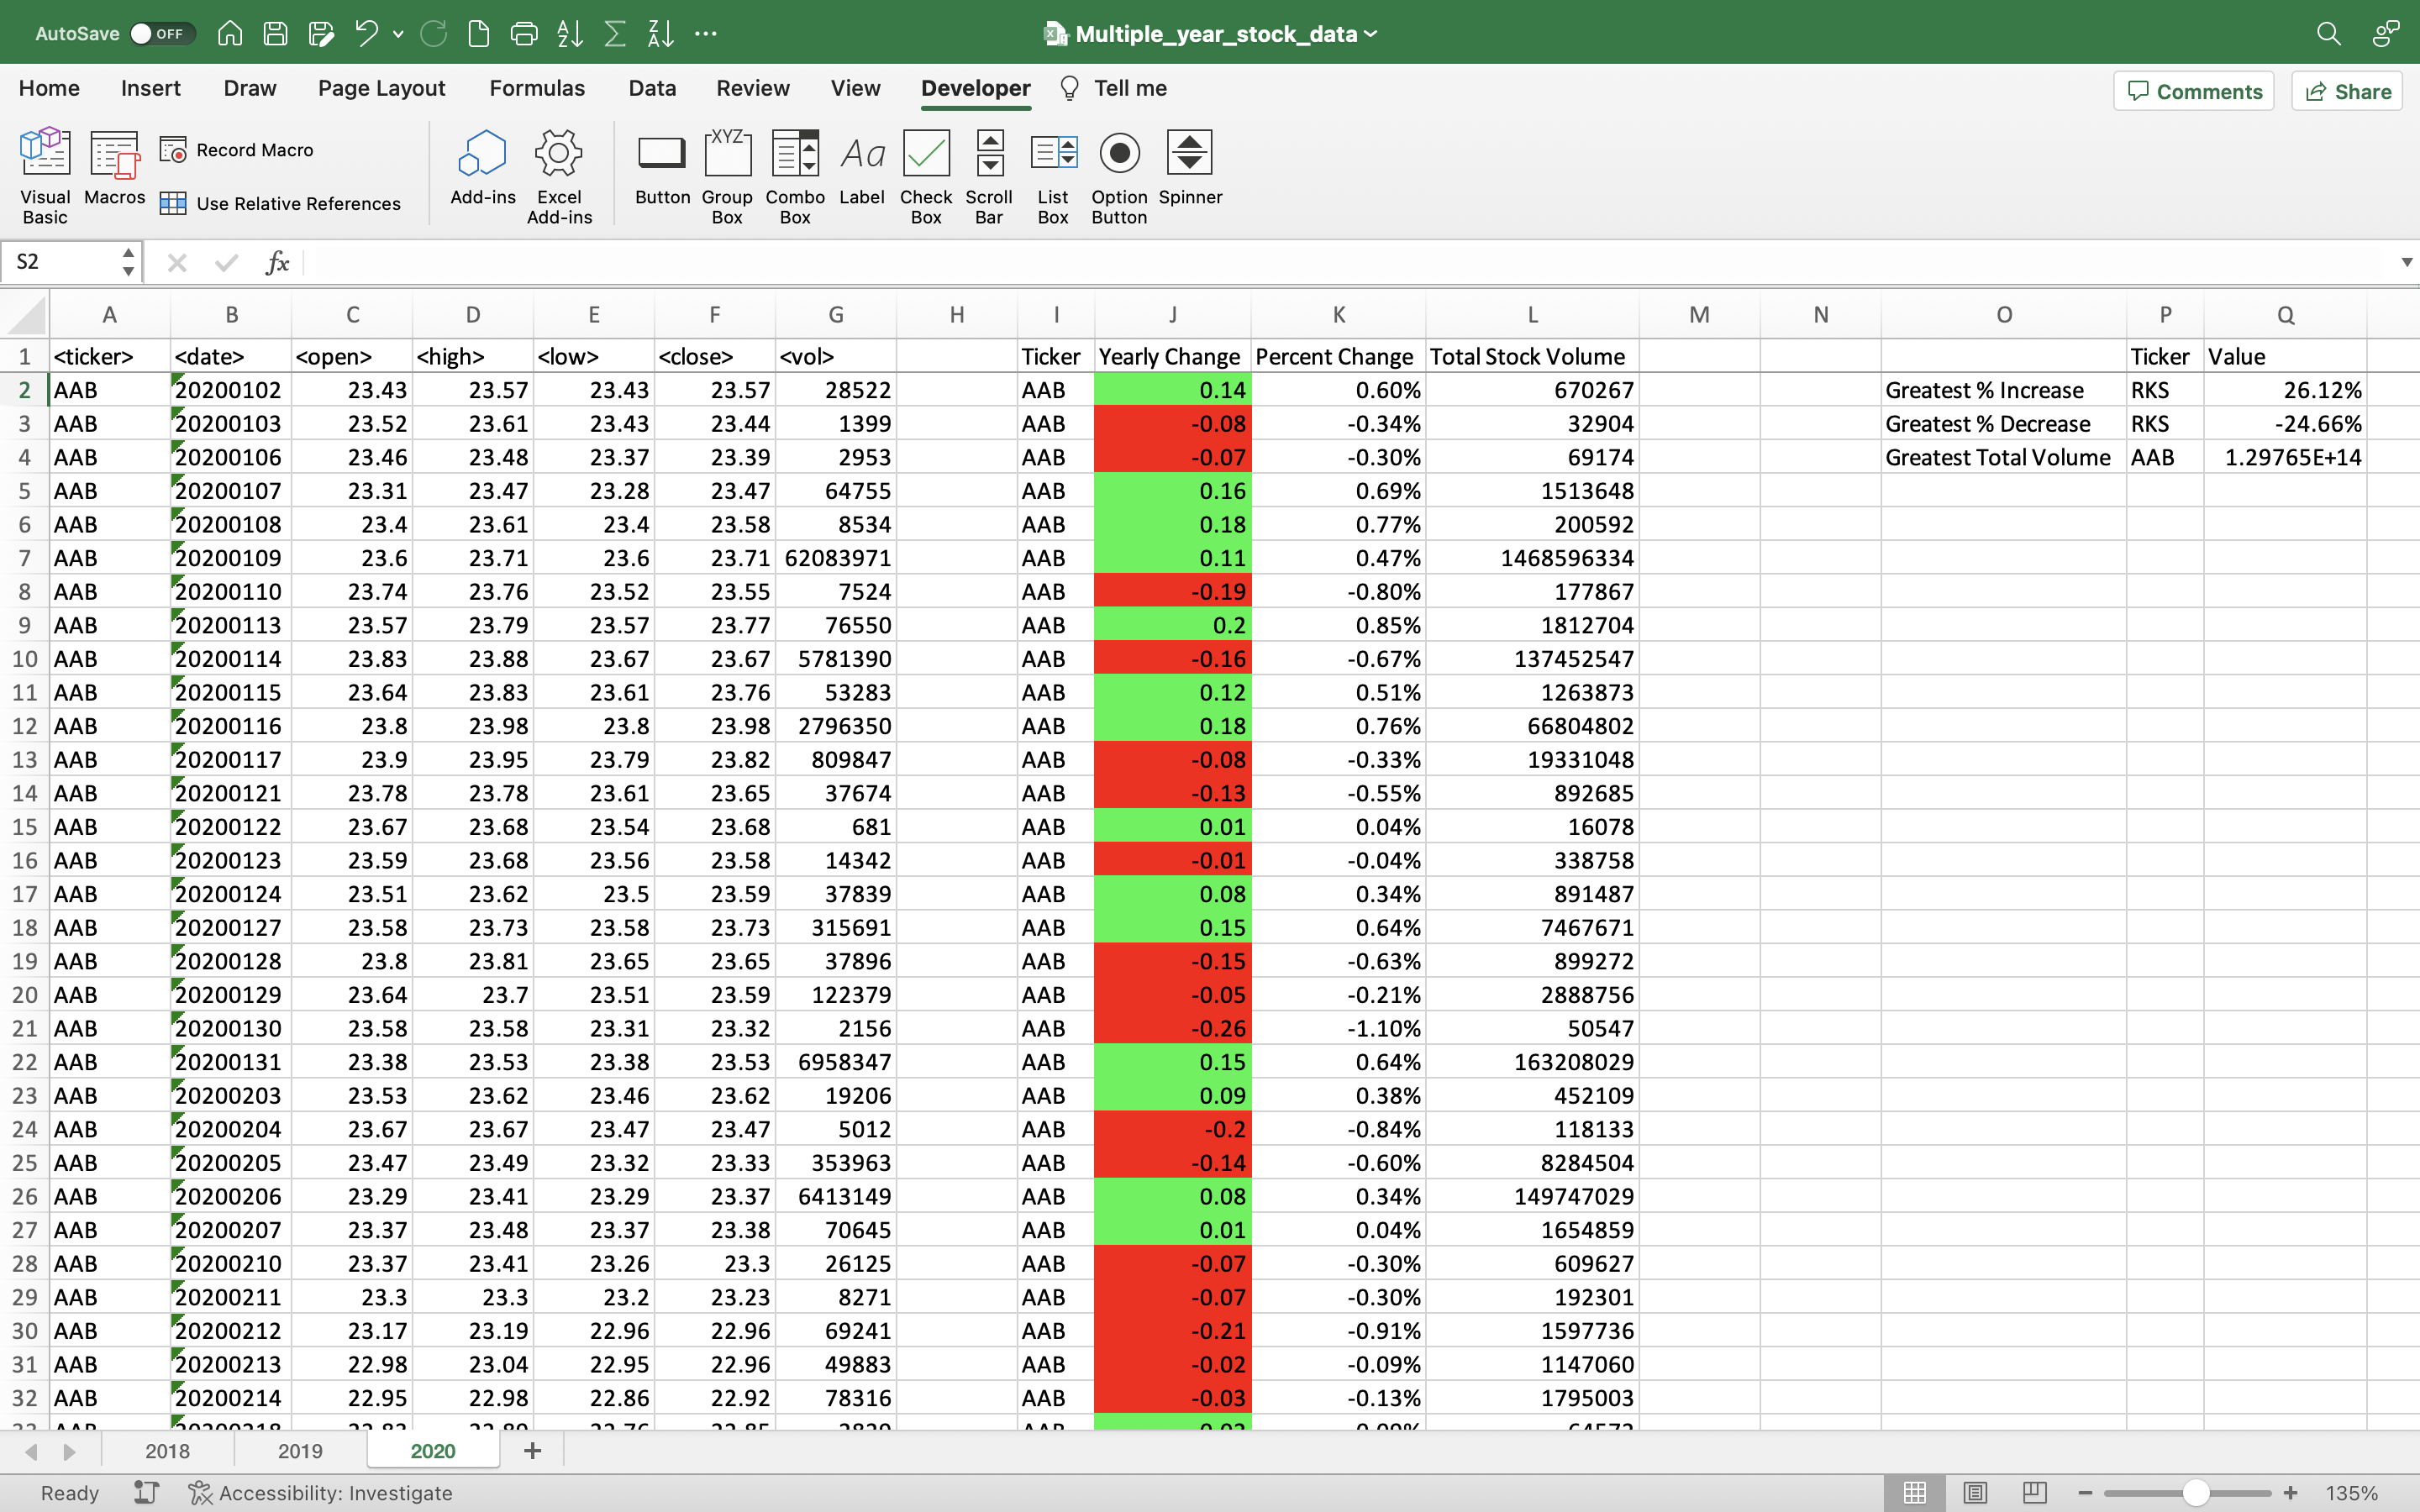 AutoSave OFF Multiple_year_stock_data
Home Insert Draw Page Layout Formulas Data Review View Developer Tell me Comments Share
Visual Basic Macros Record Macro Use Relative References Add-ins Excel Add-ins Button Group Box Combo Box Label Check Box Scroll Bar List Box Option Button Spinner
S2 fx
A B C D E F G H I J K L M N O P Q
1 <ticker> <date> <open> <high> <low> <close> <vol> Ticker Yearly Change Percent Change Total Stock Volume Ticker Value
2 AAB 20200102 23.43 23.57 23.43 23.57 28522 AAB 0.14 0.60% 670267 Greatest % Increase RKS 26.12%
3 AAB 20200103 23.52 23.61 23.43 23.44 1399 AAB -0.08 -0.34% 32904 Greatest % Decrease RKS -24.66%
4 AAB 20200106 23.46 23.48 23.37 23.39 2953 AAB -0.07 -0.30% 69174 Greatest Total Volume AAB 1.29765E+14
5 AAB 20200107 23.31 23.47 23.28 23.47 64755 AAB 0.16 0.69% 1513648
6 AAB 20200108 23.4 23.61 23.4 23.58 8534 AAB 0.18 0.77% 200592
7 AAB 20200109 23.6 23.71 23.6 23.71 62083971 AAB 0.11 0.47% 1468596334
8 AAB 20200110 23.74 23.76 23.52 23.55 7524 AAB -0.19 -0.80% 177867
9 AAB 20200113 23.57 23.79 23.57 23.77 76550 AAB 0.2 0.85% 1812704
10 AAB 20200114 23.83 23.88 23.67 23.67 5781390 AAB -0.16 -0.67% 137452547
11 AAB 20200115 23.64 23.83 23.61 23.76 53283 AAB 0.12 0.51% 1263873
12 AAB 20200116 23.8 23.98 23.8 23.98 2796350 AAB 0.18 0.76% 66804802
13 AAB 20200117 23.9 23.95 23.79 23.82 809847 AAB -0.08 -0.33% 19331048
14 AAB 20200121 23.78 23.78 23.61 23.65 37674 AAB -0.13 -0.55% 892685
15 AAB 20200122 23.67 23.68 23.54 23.68 681 AAB 0.01 0.04% 16078
16 AAB 20200123 23.59 23.68 23.56 23.58 14342 AAB -0.01 -0.04% 338758
17 AAB 20200124 23.51 23.62 23.5 23.59 37839 AAB 0.08 0.34% 891487
18 AAB 20200127 23.58 23.73 23.58 23.73 315691 AAB 0.15 0.64% 7467671
19 AAB 20200128 23.8 23.81 23.65 23.65 37896 AAB -0.15 -0.63% 899272
20 AAB 20200129 23.64 23.7 23.51 23.59 122379 AAB -0.05 -0.21% 2888756
21 AAB 20200130 23.58 23.58 23.31 23.32 2156 AAB -0.26 -1.10% 50547
22 AAB 20200131 23.38 23.53 23.38 23.53 6958347 AAB 0.15 0.64% 163208029
23 AAB 20200203 23.53 23.62 23.46 23.62 19206 AAB 0.09 0.38% 452109
24 AAB 20200204 23.67 23.67 23.47 23.47 5012 AAB -0.2 -0.84% 118133
25 AAB 20200205 23.47 23.49 23.32 23.33 353963 AAB -0.14 -0.60% 8284504
26 AAB 20200206 23.29 23.41 23.29 23.37 6413149 AAB 0.08 0.34% 149747029
27 AAB 20200207 23.37 23.48 23.37 23.38 70645 AAB 0.01 0.04% 1654859
28 AAB 20200210 23.37 23.41 23.26 23.3 26125 AAB -0.07 -0.30% 609627
29 AAB 20200211 23.3 23.3 23.2 23.23 8271 AAB -0.07 -0.30% 192301
30 AAB 20200212 23.17 23.19 22.96 22.96 69241 AAB -0.21 -0.91% 1597736
31 AAB 20200213 22.98 23.04 22.95 22.96 49883 AAB -0.02 -0.09% 1147060
32 AAB 20200214 22.95 22.98 22.86 22.92 78316 AAB -0.03 -0.13% 1795003
2018 2019 2020 +
Ready Accessibility: Investigate 135%